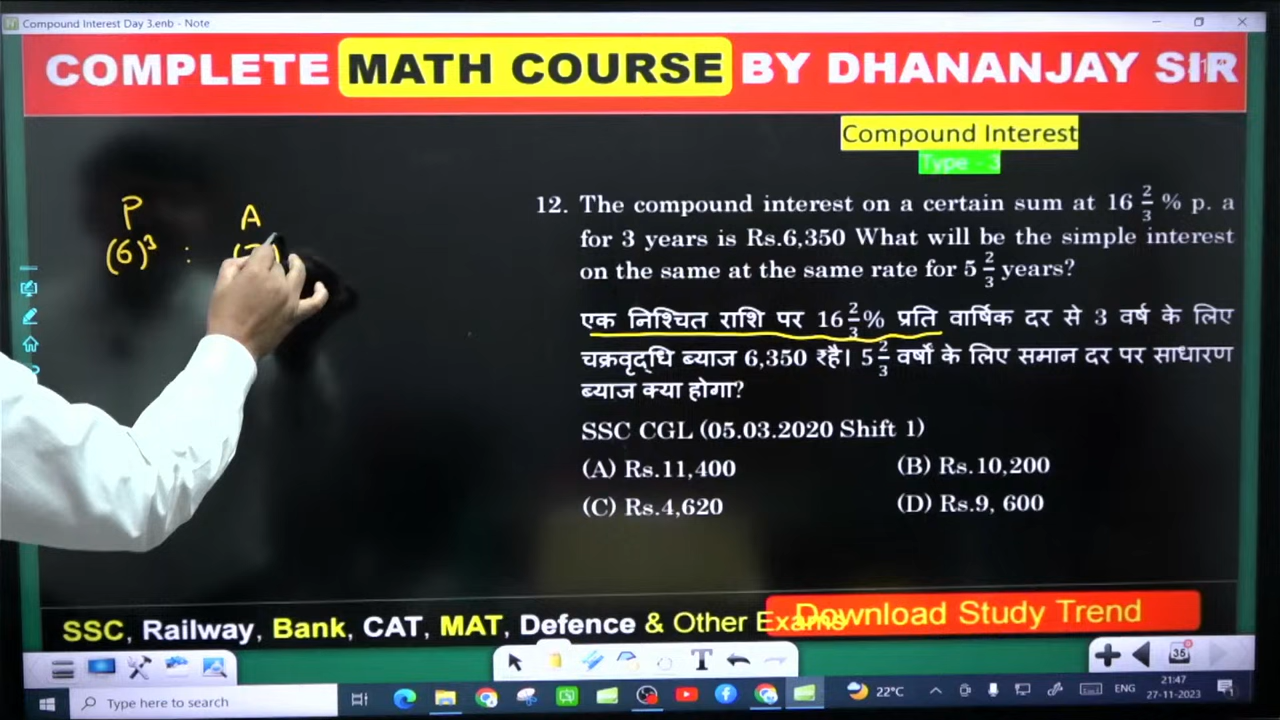 Compound Interest Day 3.enb - Note
COMPLETE MATH COURSE BY DHANANJAY SIR
Compound Interest
Type - 3
P A
(6)³ :
12. The compound interest on a certain sum at 16 2/3 % p. a
for 3 years is Rs.6,350 What will be the simple interest
on the same at the same rate for 5 2/3 years?
एक निश्चित राशि पर 16 2/3% प्रति वार्षिक दर से 3 वर्ष के लिए
चक्रवृद्धि ब्याज 6,350 ₹है। 5 2/3 वर्षों के लिए समान दर पर साधारण
ब्याज क्या होगा?
SSC CGL (05.03.2020 Shift 1)
(A) Rs.11,400 (B) Rs.10,200
(C) Rs.4,620 (D) Rs.9, 600
SSC, Railway, Bank, CAT, MAT, Defence & Other Exams
Download Study Trend
35
Type here to search
22°C
ENG
21:47
27-11-2023